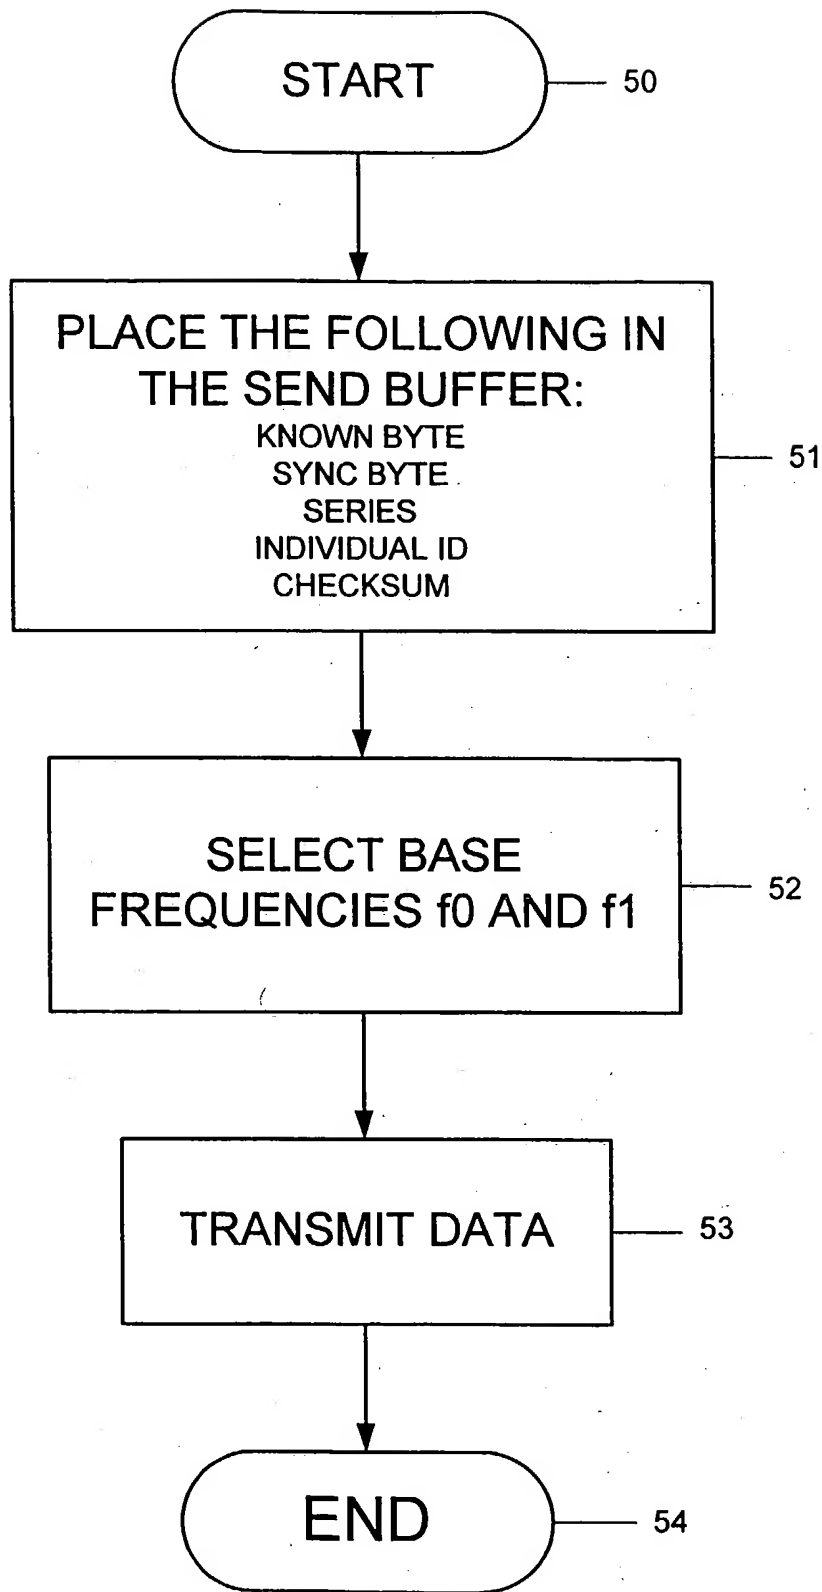 START
50
PLACE THE FOLLOWING IN
THE SEND BUFFER:
KNOWN BYTE
SYNC BYTE
SERIES
INDIVIDUAL ID
CHECKSUM
51
SELECT BASE
FREQUENCIES f0 AND f1
52
TRANSMIT DATA
53
END
54